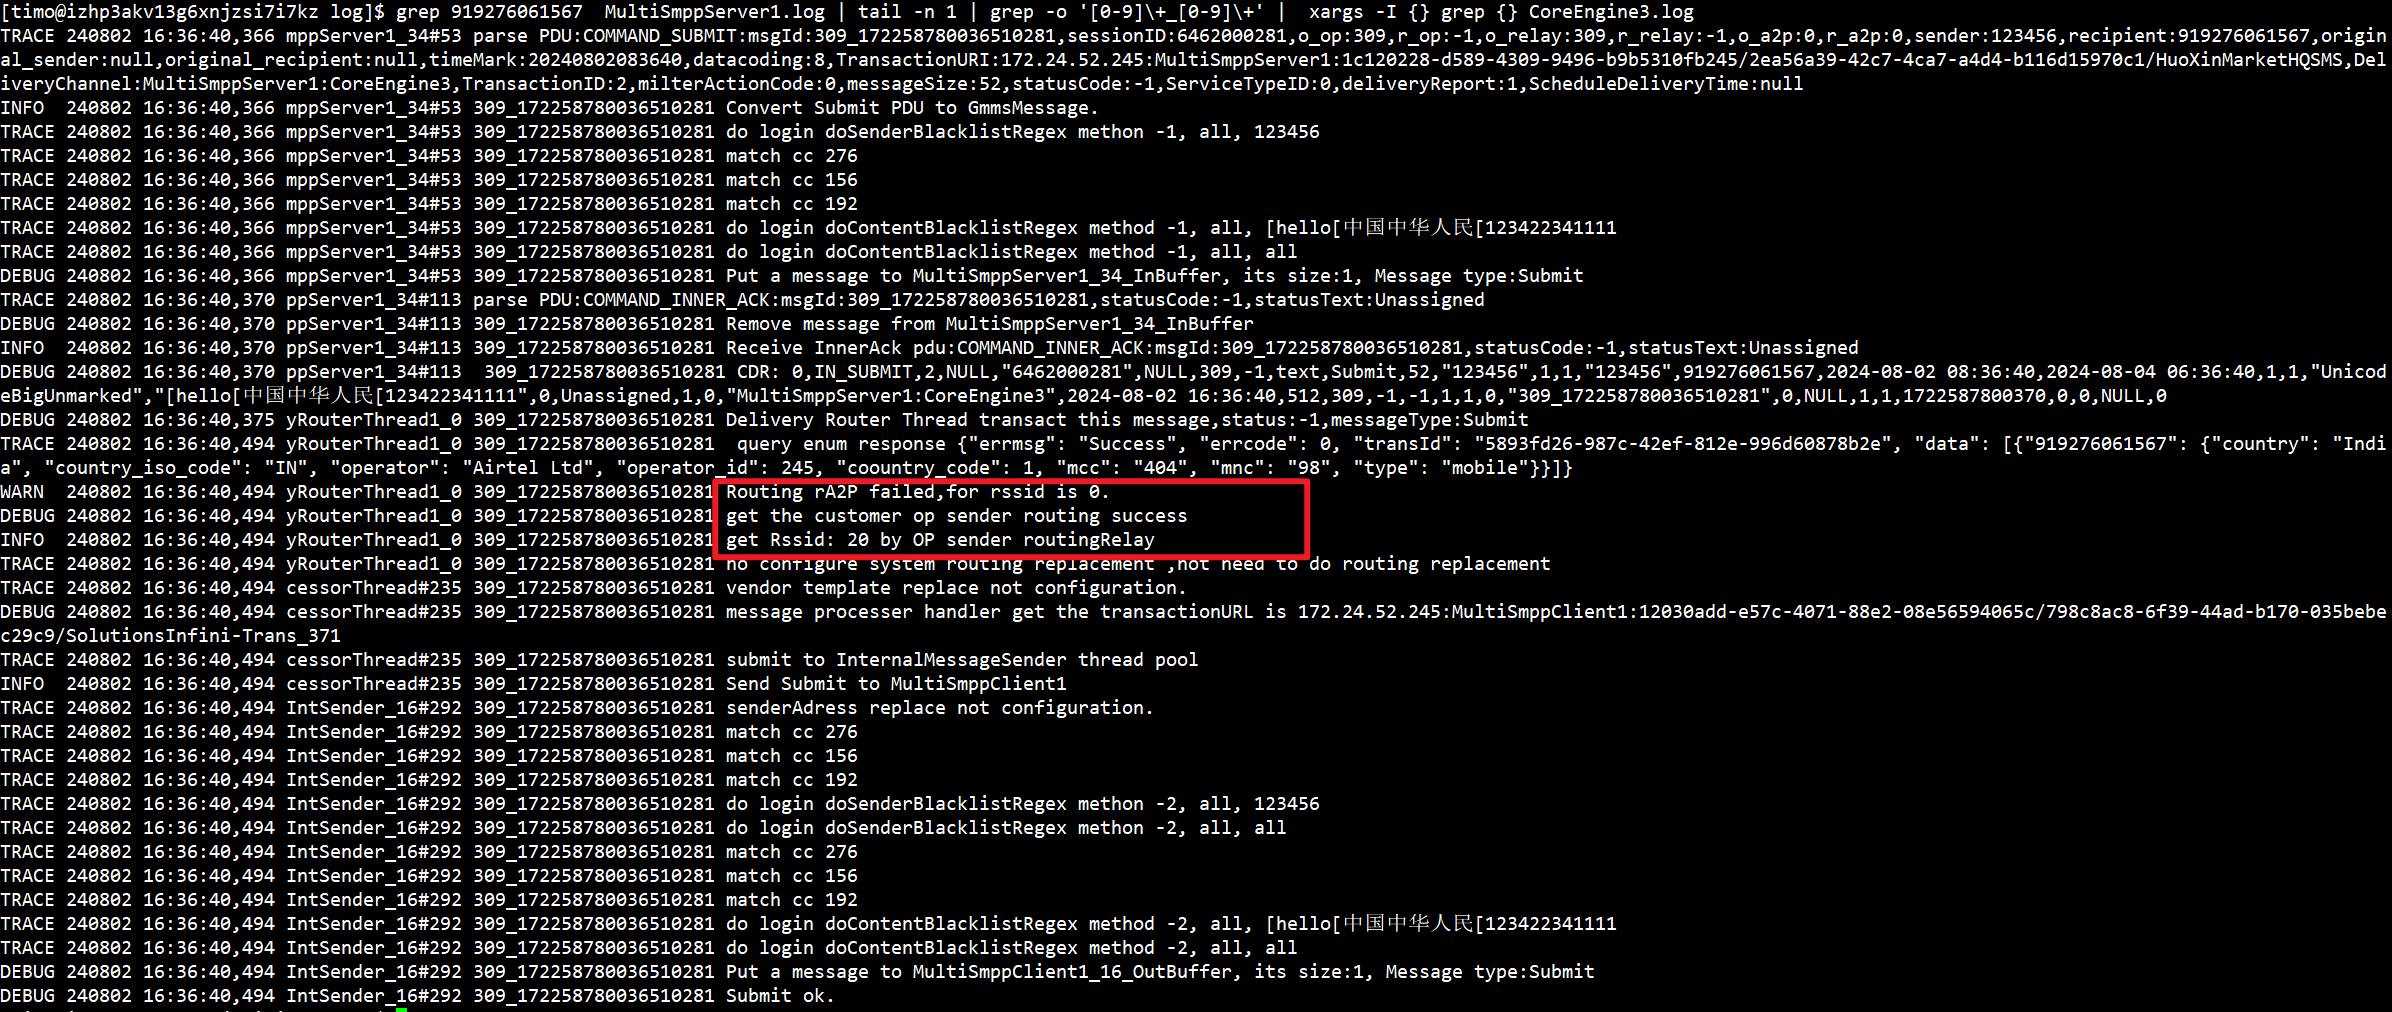 [timo@izhp3akv13g6xnjzsi7i7kz log]$ grep 919276061567  MultiSmppServer1.log | tail -n 1 | grep -o '[0-9]\+_[0-9]\+' |  xargs -I {} grep {} CoreEngine3.log
TRACE 240802 16:36:40,366 mppServer1_34#53 parse PDU:COMMAND_SUBMIT:msgId:309_172258780036510281,sessionID:6462000281,o_op:309,r_op:-1,o_relay:309,r_relay:-1,o_a2p:0,r_a2p:0,sender:123456,recipient:919276061567,origin
al_sender:null,original_recipient:null,timeMark:20240802083640,datacoding:8,TransactionURI:172.24.52.245:MultiSmppServer1:1c120228-d589-4309-9496-b9b5310fb245/2ea56a39-42c7-4ca7-a4d4-b116d15970c1/HuoXinMarketHQSMS,Del
iveryChannel:MultiSmppServer1:CoreEngine3,TransactionID:2,milterActionCode:0,messageSize:52,statusCode:-1,ServiceTypeID:0,deliveryReport:1,ScheduleDeliveryTime:null
INFO  240802 16:36:40,366 mppServer1_34#53 309_172258780036510281 Convert Submit PDU to GmmsMessage.
TRACE 240802 16:36:40,366 mppServer1_34#53 309_172258780036510281 do login doSenderBlacklistRegex methon -1, all, 123456
TRACE 240802 16:36:40,366 mppServer1_34#53 309_172258780036510281 match cc 276
TRACE 240802 16:36:40,366 mppServer1_34#53 309_172258780036510281 match cc 156
TRACE 240802 16:36:40,366 mppServer1_34#53 309_172258780036510281 match cc 192
TRACE 240802 16:36:40,366 mppServer1_34#53 309_172258780036510281 do login doContentBlacklistRegex method -1, all, [hello[中国中华人民[123422341111
TRACE 240802 16:36:40,366 mppServer1_34#53 309_172258780036510281 do login doContentBlacklistRegex method -1, all, all
DEBUG 240802 16:36:40,366 mppServer1_34#53 309_172258780036510281 Put a message to MultiSmppServer1_34_InBuffer, its size:1, Message type:Submit
TRACE 240802 16:36:40,370 ppServer1_34#113 parse PDU:COMMAND_INNER_ACK:msgId:309_172258780036510281,statusCode:-1,statusText:Unassigned
DEBUG 240802 16:36:40,370 ppServer1_34#113 309_172258780036510281 Remove message from MultiSmppServer1_34_InBuffer
INFO  240802 16:36:40,370 ppServer1_34#113 309_172258780036510281 Receive InnerAck pdu:COMMAND_INNER_ACK:msgId:309_172258780036510281,statusCode:-1,statusText:Unassigned
DEBUG 240802 16:36:40,370 ppServer1_34#113  309_172258780036510281 CDR: 0,IN_SUBMIT,2,NULL,"6462000281",NULL,309,-1,text,Submit,52,"123456",1,1,"123456",919276061567,2024-08-02 08:36:40,2024-08-04 06:36:40,1,1,"Unicod
eBigUnmarked","[hello[中国中华人民[123422341111",0,Unassigned,1,0,"MultiSmppServer1:CoreEngine3",2024-08-02 16:36:40,512,309,-1,-1,1,1,0,"309_172258780036510281",0,NULL,1,1,1722587800370,0,0,NULL,0
DEBUG 240802 16:36:40,375 yRouterThread1_0 309_172258780036510281 Delivery Router Thread transact this message,status:-1,messageType:Submit
TRACE 240802 16:36:40,494 yRouterThread1_0 309_172258780036510281  query enum response {"errmsg": "Success", "errcode": 0, "transId": "5893fd26-987c-42ef-812e-996d60878b2e", "data": [{"919276061567": {"country": "Indi
a", "country_iso_code": "IN", "operator": "Airtel Ltd", "operator_id": 245, "coountry_code": 1, "mcc": "404", "mnc": "98", "type": "mobile"}}]}
WARN  240802 16:36:40,494 yRouterThread1_0 309_172258780036510281 Routing rA2P failed,for rssid is 0.
DEBUG 240802 16:36:40,494 yRouterThread1_0 309_172258780036510281 get the customer op sender routing success
INFO  240802 16:36:40,494 yRouterThread1_0 309_172258780036510281 get Rssid: 20 by OP sender routingRelay
TRACE 240802 16:36:40,494 yRouterThread1_0 309_172258780036510281 no configure system routing replacement ,not need to do routing replacement
TRACE 240802 16:36:40,494 cessorThread#235 309_172258780036510281 vendor template replace not configuration.
DEBUG 240802 16:36:40,494 cessorThread#235 309_172258780036510281 message processer handler get the transactionURL is 172.24.52.245:MultiSmppClient1:12030add-e57c-4071-88e2-08e56594065c/798c8ac8-6f39-44ad-b170-035bebe
c29c9/SolutionsInfini-Trans_371
TRACE 240802 16:36:40,494 cessorThread#235 309_172258780036510281 submit to InternalMessageSender thread pool
INFO  240802 16:36:40,494 cessorThread#235 309_172258780036510281 Send Submit to MultiSmppClient1
TRACE 240802 16:36:40,494 IntSender_16#292 309_172258780036510281 senderAdress replace not configuration.
TRACE 240802 16:36:40,494 IntSender_16#292 309_172258780036510281 match cc 276
TRACE 240802 16:36:40,494 IntSender_16#292 309_172258780036510281 match cc 156
TRACE 240802 16:36:40,494 IntSender_16#292 309_172258780036510281 match cc 192
TRACE 240802 16:36:40,494 IntSender_16#292 309_172258780036510281 do login doSenderBlacklistRegex methon -2, all, 123456
TRACE 240802 16:36:40,494 IntSender_16#292 309_172258780036510281 do login doSenderBlacklistRegex methon -2, all, all
TRACE 240802 16:36:40,494 IntSender_16#292 309_172258780036510281 match cc 276
TRACE 240802 16:36:40,494 IntSender_16#292 309_172258780036510281 match cc 156
TRACE 240802 16:36:40,494 IntSender_16#292 309_172258780036510281 match cc 192
TRACE 240802 16:36:40,494 IntSender_16#292 309_172258780036510281 do login doContentBlacklistRegex method -2, all, [hello[中国中华人民[123422341111
TRACE 240802 16:36:40,494 IntSender_16#292 309_172258780036510281 do login doContentBlacklistRegex method -2, all, all
DEBUG 240802 16:36:40,494 IntSender_16#292 309_172258780036510281 Put a message to MultiSmppClient1_16_OutBuffer, its size:1, Message type:Submit
DEBUG 240802 16:36:40,494 IntSender_16#292 309_172258780036510281 Submit ok.